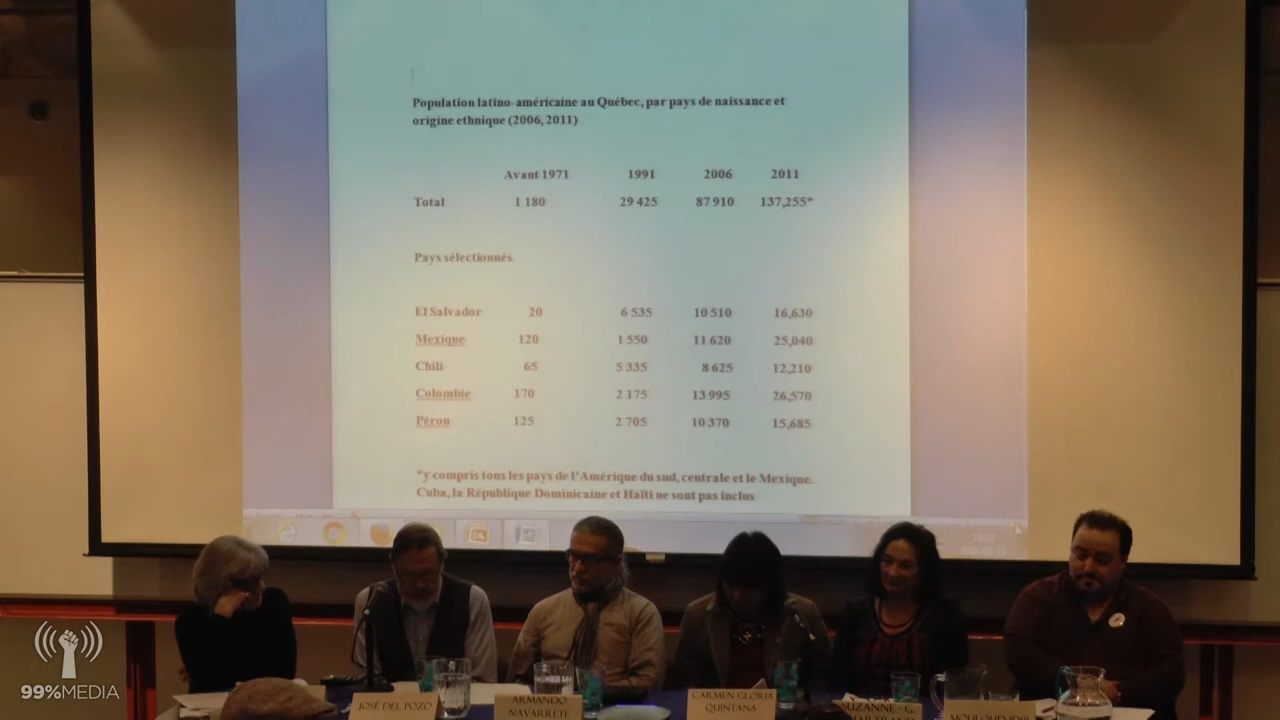 Population latino-américaine au Québec, par pays de naissance et
origine ethnique (2006, 2011)
Avant 1971 1991 2006 2011
Total 1 180 29 425 87 910 137,255*
Pays sélectionnés
El Salvador 20 6 535 10 510 16,630
Mexique 120 1 550 11 620 25,040
Chili 65 5 335 8 625 12,210
Colombie 170 2 175 13 995 26,570
Pérou 125 2 705 10 370 15,685
*y compris tous les pays de l'Amérique du sud, centrale et le Mexique.
Cuba, la République Dominicaine et Haïti ne sont pas inclus
JOSÉ DEL POZO
ARMANDO
NAVARRETE
CARMEN GLORIA
QUINTANA
SUZANNE - G.
99%MEDIA